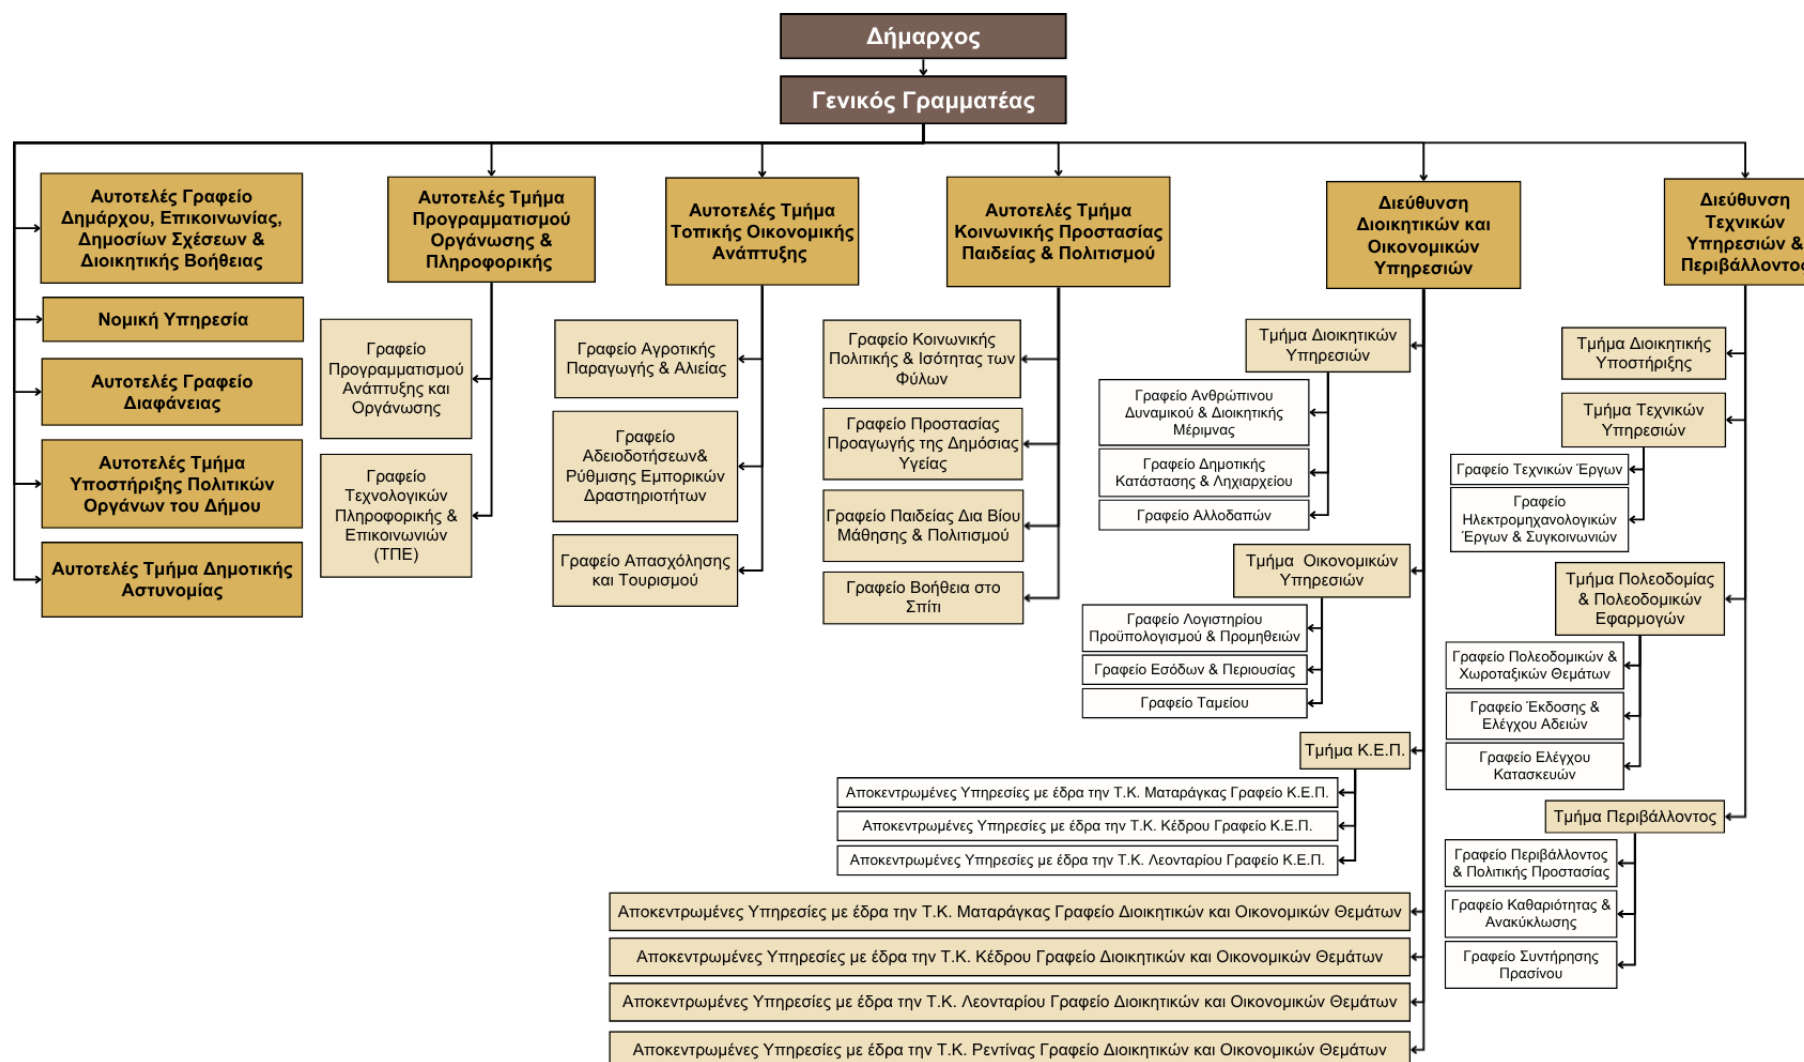 Δήμαρχος
Γενικός Γραμματέας
Αυτοτελές Γραφείο
Δημάρχου, Επικοινωνίας,
Δημοσίων Σχέσεων &
Διοικητικής Βοήθειας
Νομική Υπηρεσία
Αυτοτελές Γραφείο
Διαφάνειας
Αυτοτελές Τμήμα
Υποστήριξης Πολιτικών
Οργάνων του Δήμου
Αυτοτελές Τμήμα Δημοτικής
Αστυνομίας
Αυτοτελές Τμήμα
Προγραμματισμού
Οργάνωσης &
Πληροφορικής
Γραφείο
Προγραμματισμού
Ανάπτυξης και
Οργάνωσης
Γραφείο
Τεχνολογικών
Πληροφορικής &
Επικοινωνιών
(ΤΠΕ)
Αυτοτελές Τμήμα
Τοπικής Οικονομικής
Ανάπτυξης
Γραφείο Αγροτικής
Παραγωγής & Αλιείας
Γραφείο
Αδειοδοτήσεων&
Ρύθμισης Εμπορικών
Δραστηριοτήτων
Γραφείο Απασχόλησης
και Τουρισμού
Αυτοτελές Τμήμα
Κοινωνικής Προστασίας
Παιδείας & Πολιτισμού
Γραφείο Κοινωνικής
Πολιτικής & Ισότητας των
Φύλων
Γραφείο Προστασίας
Προαγωγής της Δημόσιας
Υγείας
Γραφείο Παιδείας Δια Βίου
Μάθησης & Πολιτισμού
Γραφείο Βοήθεια στο
Σπίτι
Διεύθυνση
Διοικητικών και
Οικονομικών
Υπηρεσιών
Τμήμα Διοικητικών
Υπηρεσιών
Γραφείο Ανθρώπινου
Δυναμικού & Διοικητικής
Μέριμνας
Γραφείο Δημοτικής
Κατάστασης & Ληχιαρχείου
Γραφείο Αλλοδαπών
Τμήμα Οικονομικών
Υπηρεσιών
Γραφείο Λογιστηρίου
Προϋπολογισμού & Προμηθειών
Γραφείο Εσόδων & Περιουσίας
Γραφείο Ταμείου
Τμήμα Κ.Ε.Π.
Αποκεντρωμένες Υπηρεσίες με έδρα την Τ.Κ. Ματαράγκας Γραφείο Κ.Ε.Π.
Αποκεντρωμένες Υπηρεσίες με έδρα την Τ.Κ. Κέδρου Γραφείο Κ.Ε.Π.
Αποκεντρωμένες Υπηρεσίες με έδρα την Τ.Κ. Λεονταρίου Γραφείο Κ.Ε.Π.
Αποκεντρωμένες Υπηρεσίες με έδρα την Τ.Κ. Ματαράγκας Γραφείο Διοικητικών και Οικονομικών Θεμάτων
Αποκεντρωμένες Υπηρεσίες με έδρα την Τ.Κ. Κέδρου Γραφείο Διοικητικών και Οικονομικών Θεμάτων
Αποκεντρωμένες Υπηρεσίες με έδρα την Τ.Κ. Λεονταρίου Γραφείο Διοικητικών και Οικονομικών Θεμάτων
Αποκεντρωμένες Υπηρεσίες με έδρα την Τ.Κ. Ρεντίνας Γραφείο Διοικητικών και Οικονομικών Θεμάτων
Διεύθυνση
Τεχνικών
Υπηρεσιών &
Περιβάλλοντος
Τμήμα Διοικητικής
Υποστήριξης
Τμήμα Τεχνικών
Υπηρεσιών
Γραφείο Τεχνικών Έργων
Γραφείο
Ηλεκτρομηχανολογικών
Έργων & Συγκοινωνιών
Τμήμα Πολεοδομίας
& Πολεοδομικών
Εφαρμογών
Γραφείο Πολεοδομικών &
Χωροταξικών Θεμάτων
Γραφείο Έκδοσης &
Ελέγχου Αδειών
Γραφείο Ελέγχου
Κατασκευών
Τμήμα Περιβάλλοντος
Γραφείο Περιβάλλοντος
& Πολιτικής Προστασίας
Γραφείο Καθαριότητας &
Ανακύκλωσης
Γραφείο Συντήρησης
Πρασίνου